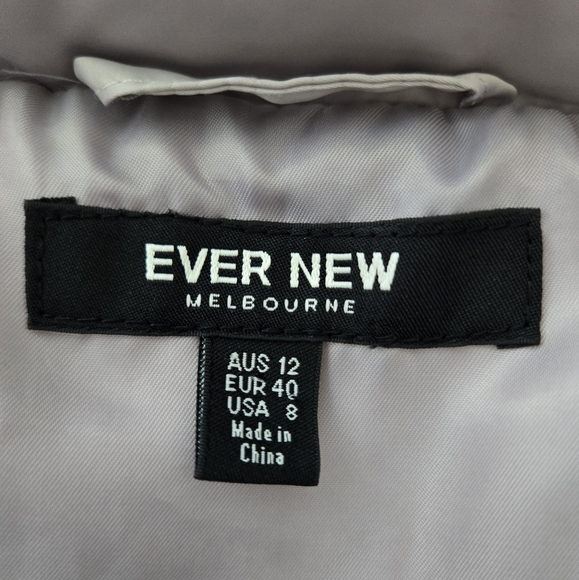 EVER NEW
MELBOURNE
AUS 12
EUR 40
USA 8
Made in
China